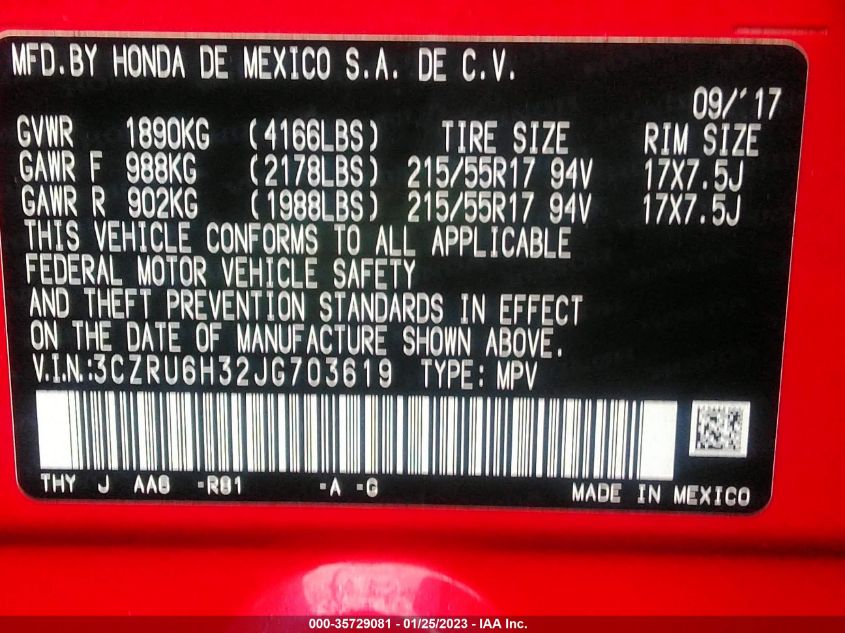 MFD.BY HONDA DE MEXICO S.A. DE C.V.
09/'17
GVWR 1890KG (4166LBS) TIRE SIZE RIM SIZE
GAWR F 988KG (2178LBS) 215/55R17 94V 17X7.5J
GAWR R 902KG (1988LBS) 215/55R17 94V 17X7.5J
THIS VEHICLE CONFORMS TO ALL APPLICABLE
FEDERAL MOTOR VEHICLE SAFETY
AND THEFT PREVENTION STANDARDS IN EFFECT
ON THE DATE OF MANUFACTURE SHOWN ABOVE.
V.I.N.:3CZRU6H32JG703619 TYPE: MPV
THY J AA6 -R81 -A -G MADE IN MEXICO
000-35729081 - 01/25/2023 - IAA Inc.